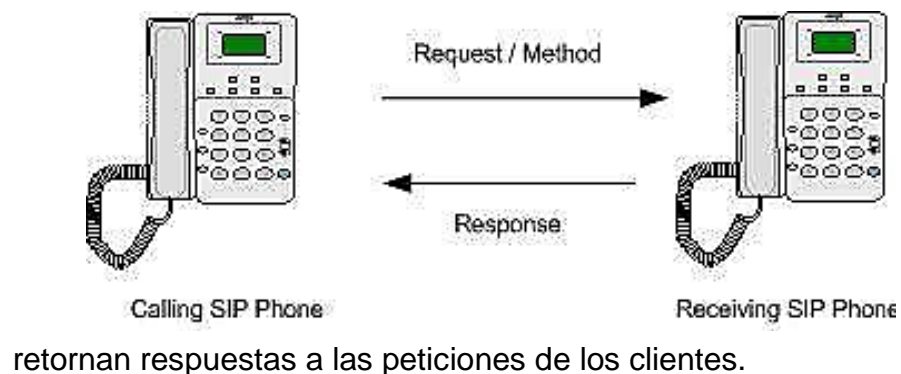 Request / Method
Response
Calling SIP Phone
Receiving SIP Phone
retornan respuestas a las peticiones de los clientes.